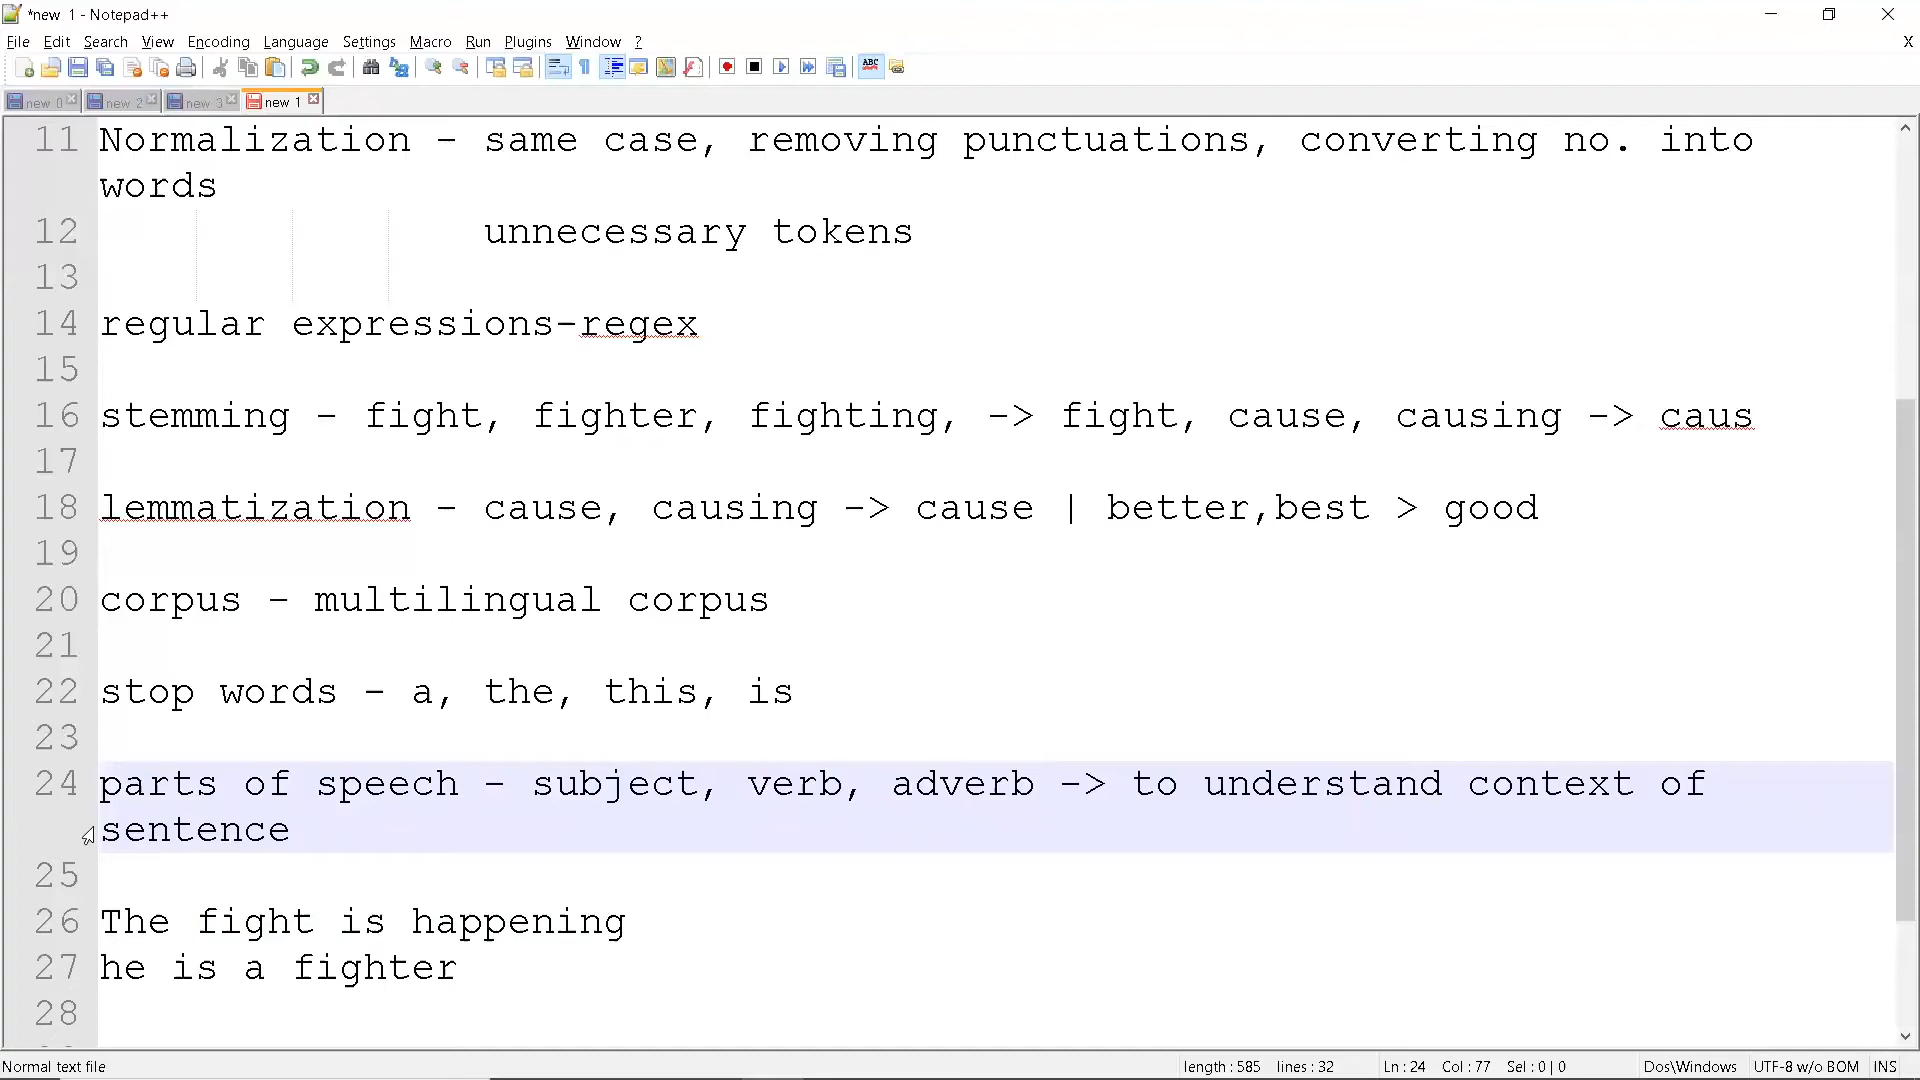 *new 1 - Notepad++
File Edit Search View Encoding Language Settings Macro Run Plugins Window ?
X
ABC
new 0 new 2 new 3 new 1
11 Normalization - same case, removing punctuations, converting no. into
words
12 unnecessary tokens
13
14 regular expressions-regex
15
16 stemming - fight, fighter, fighting, -> fight, cause, causing -> caus
17
18 lemmatization - cause, causing -> cause | better,best > good
19
20 corpus - multilingual corpus
21
22 stop words - a, the, this, is
23
24 parts of speech - subject, verb, adverb -> to understand context of
sentence
25
26 The fight is happening
27 he is a fighter
28
Normal text file length : 585 lines : 32 Ln : 24 Col : 77 Sel : 0 | 0 Dos\Windows UTF-8 w/o BOM INS